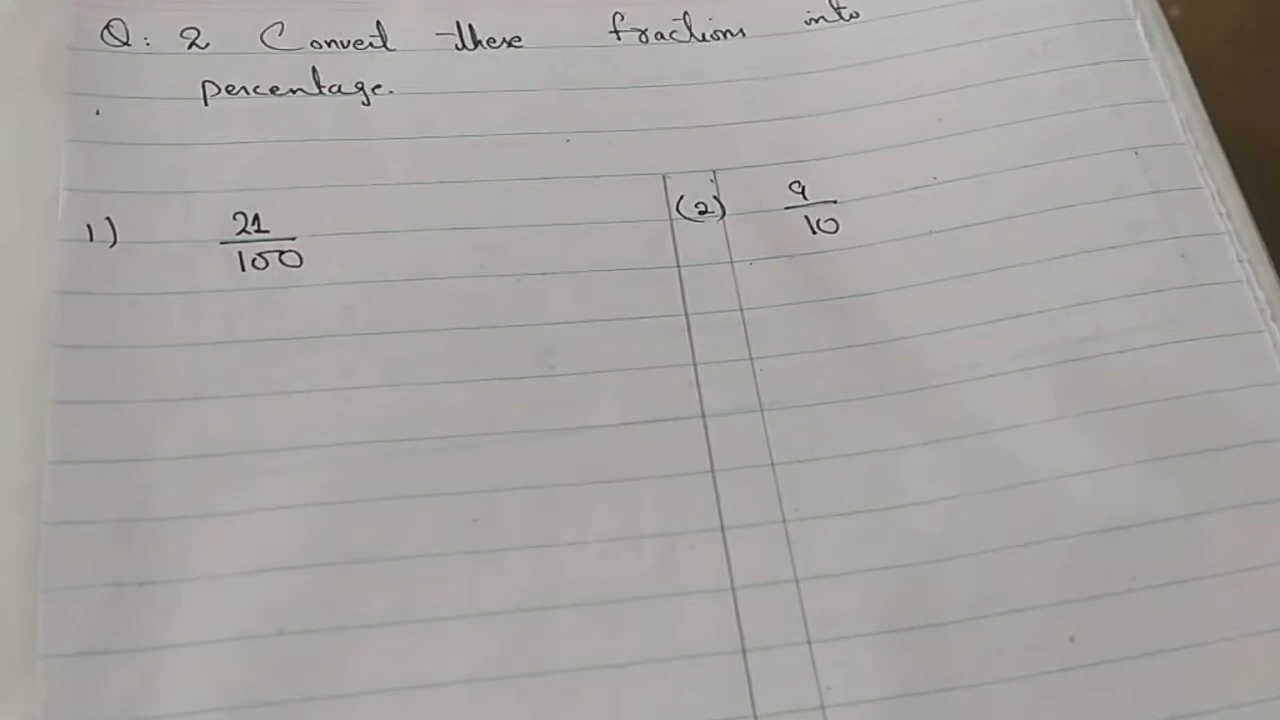 Q: 2 Convert these fractions into
percentage.
1) 21/100
(2) 9/10